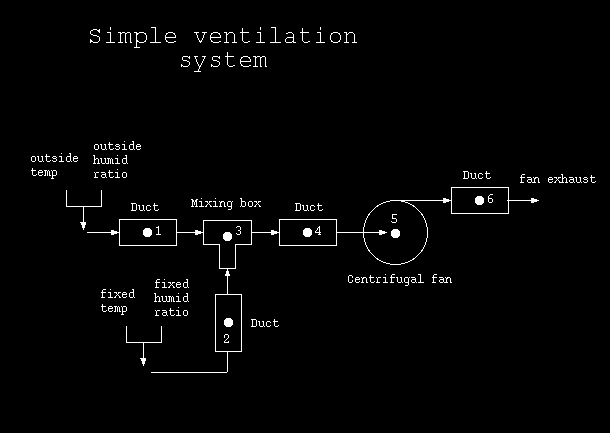 Simple ventilation
system
outside
humid
ratio
outside
temp
Duct
1
Mixing box
3
Duct
4
5
Centrifugal fan
Duct
6
fan exhaust
fixed
humid
ratio
fixed
temp
Duct
2